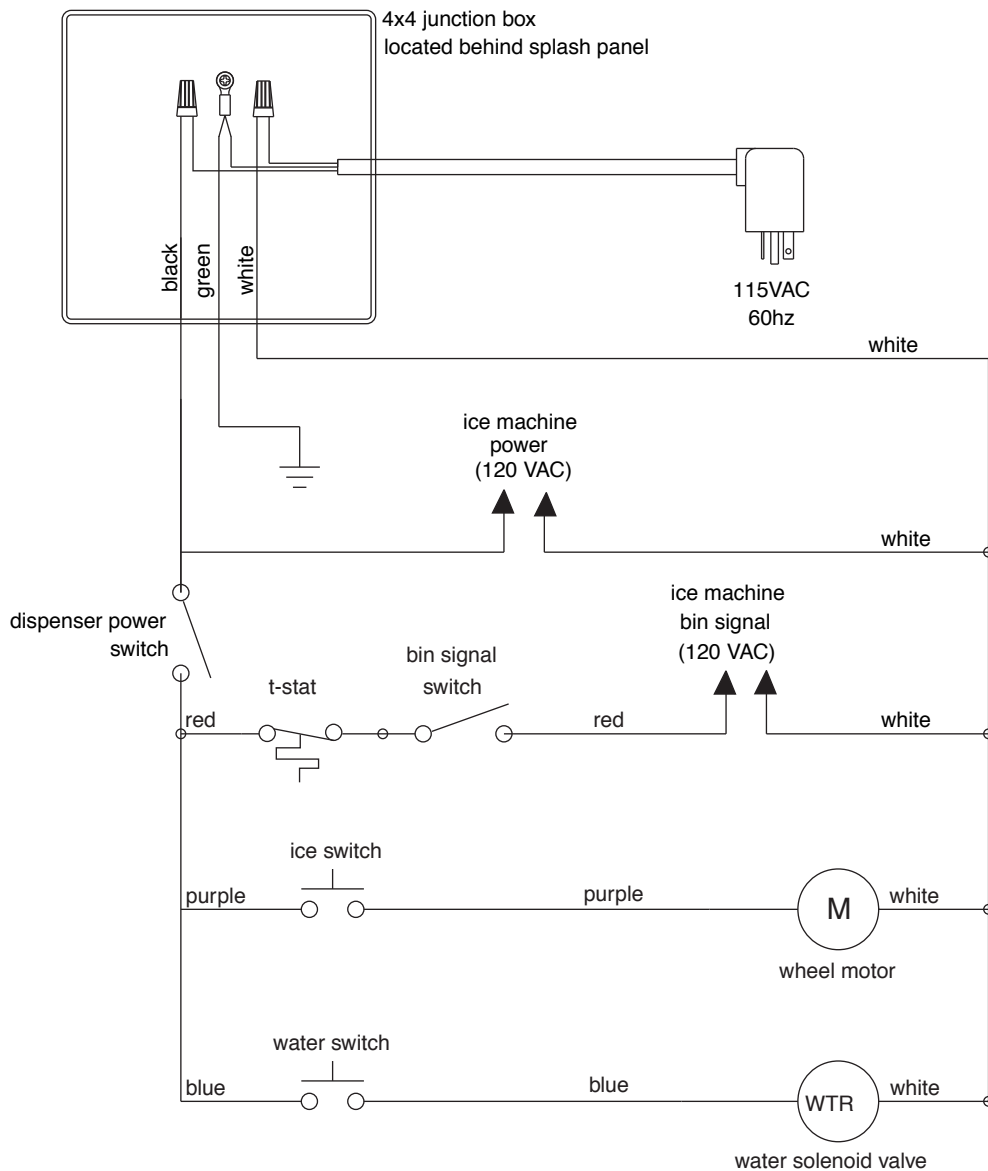 4x4 junction box
located behind splash panel
black
green
white
115VAC
60hz
white
ice machine
power
(120 VAC)
white
dispenser power
switch
ice machine
bin signal
(120 VAC)
bin signal
switch
t-stat
red
red
white
ice switch
purple
purple
M
white
wheel motor
water switch
blue
blue
WTR
white
water solenoid valve